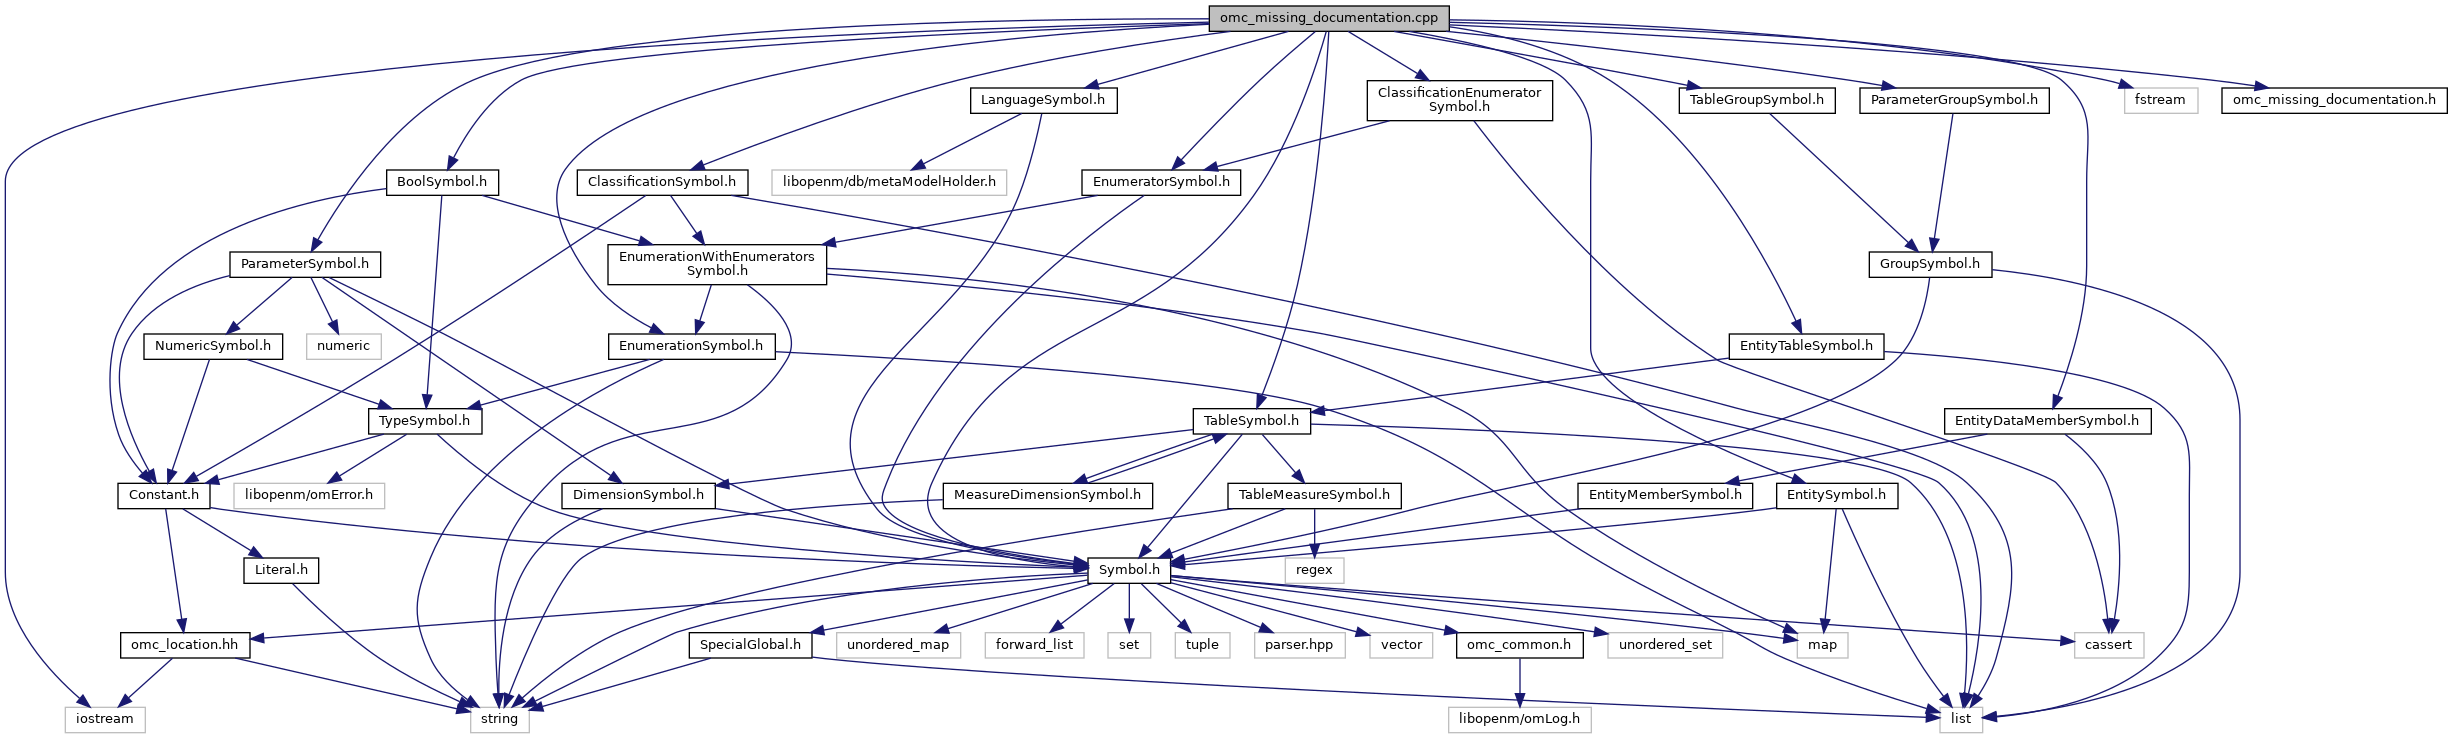 omc_missing_documentation.cpp
LanguageSymbol.h
ClassificationEnumerator
Symbol.h
TableGroupSymbol.h
ParameterGroupSymbol.h
fstream
omc_missing_documentation.h
BoolSymbol.h
ClassificationSymbol.h
libopenm/db/metaModelHolder.h
EnumeratorSymbol.h
ParameterSymbol.h
EnumerationWithEnumerators
Symbol.h
GroupSymbol.h
NumericSymbol.h
numeric
EnumerationSymbol.h
EntityTableSymbol.h
TypeSymbol.h
TableSymbol.h
EntityDataMemberSymbol.h
Constant.h
libopenm/omError.h
DimensionSymbol.h
MeasureDimensionSymbol.h
TableMeasureSymbol.h
EntityMemberSymbol.h
EntitySymbol.h
Literal.h
Symbol.h
regex
omc_location.hh
SpecialGlobal.h
unordered_map
forward_list
set
tuple
parser.hpp
vector
omc_common.h
unordered_set
map
cassert
iostream
string
libopenm/omLog.h
list